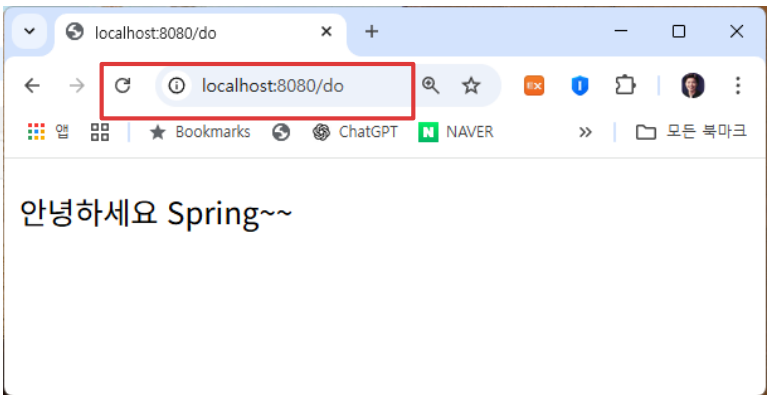 localhost:8080/do
localhost:8080/do
EX
앱 Bookmarks ChatGPT N NAVER » 모든 북마크
안녕하세요 Spring~~